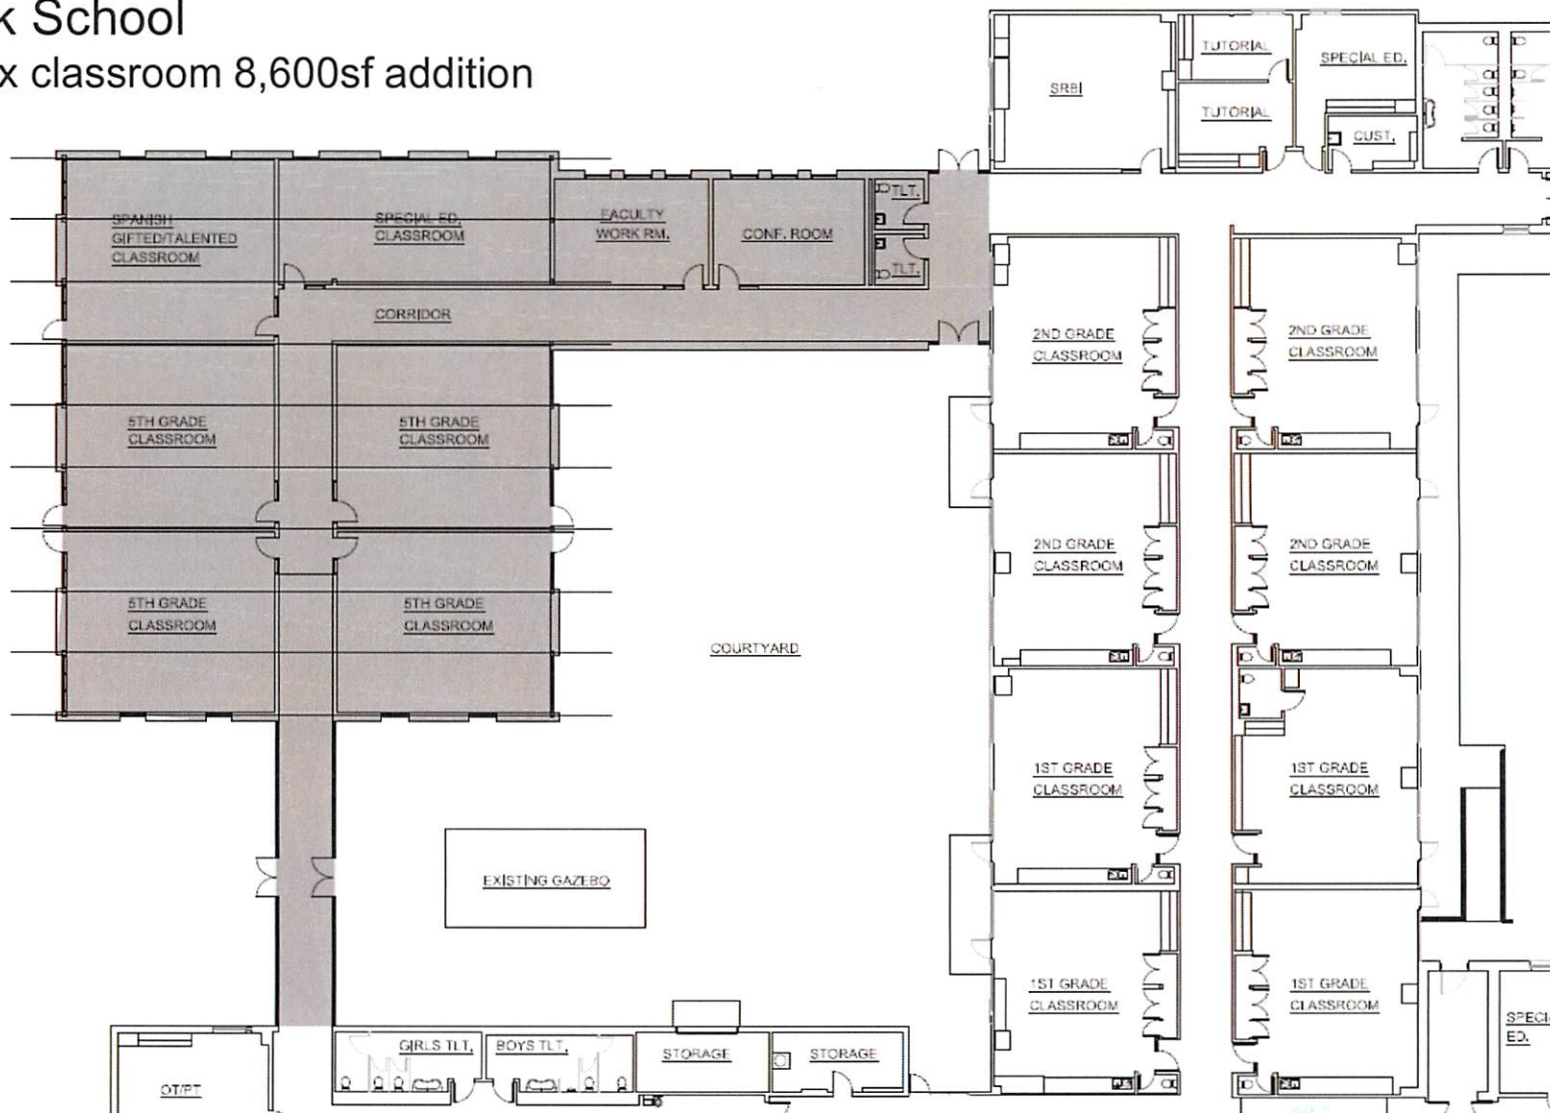 k School
x classroom 8,600sf addition
SRBI
TUTORIAL
TUTORIAL
SPECIAL ED.
CUST.
SPANISH
GIFTED/TALENTED
CLASSROOM
SPECIAL ED.
CLASSROOM
FACULTY
WORK RM.
CONF. ROOM
TLT.
TLT.
CORRIDOR
2ND GRADE
CLASSROOM
2ND GRADE
CLASSROOM
5TH GRADE
CLASSROOM
5TH GRADE
CLASSROOM
2ND GRADE
CLASSROOM
2ND GRADE
CLASSROOM
5TH GRADE
CLASSROOM
5TH GRADE
CLASSROOM
COURTYARD
1ST GRADE
CLASSROOM
1ST GRADE
CLASSROOM
EXISTING GAZEBO
1ST GRADE
CLASSROOM
1ST GRADE
CLASSROOM
SPECI
ED.
GIRLS TLT.
BOYS TLT.
STORAGE
STORAGE
OT/PT